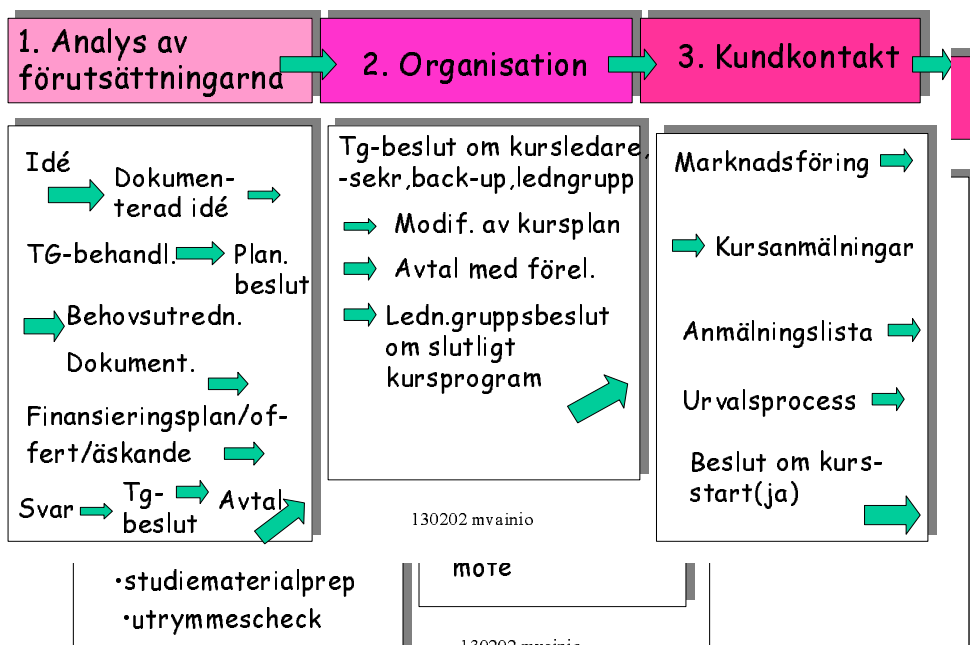 1. Analys av
förutsättningarna
2. Organisation
3. Kundkontakt
Idé
Dokumen-
terad idé
TG-behandl.
Plan.
beslut
Behovsutredn.
Dokument.
Finansieringsplan/of-
fert/äskande
Svar
Tg-
beslut
Avtal
Tg-beslut om kursledare,
-sekr,back-up,ledngrupp
Modif. av kursplan
Avtal med förel.
Ledn.gruppsbeslut
om slutligt
kursprogram
Marknadsföring
Kursanmälningar
Anmälningslista
Urvalsprocess
Beslut om kurs-
start(ja)
130202 mvainio
•studiematerialprep
•utrymmescheck
möte
130202 mvainio